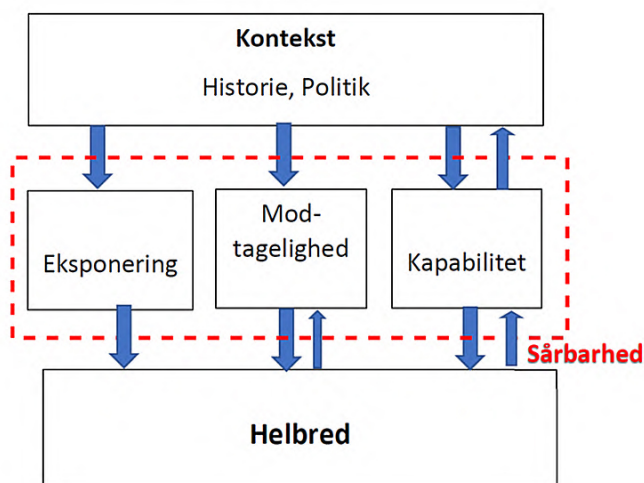 Kontekst
Historie, Politik
Eksponering
Mod-
tagelighed
Kapabilitet
Sårbarhed
Helbred